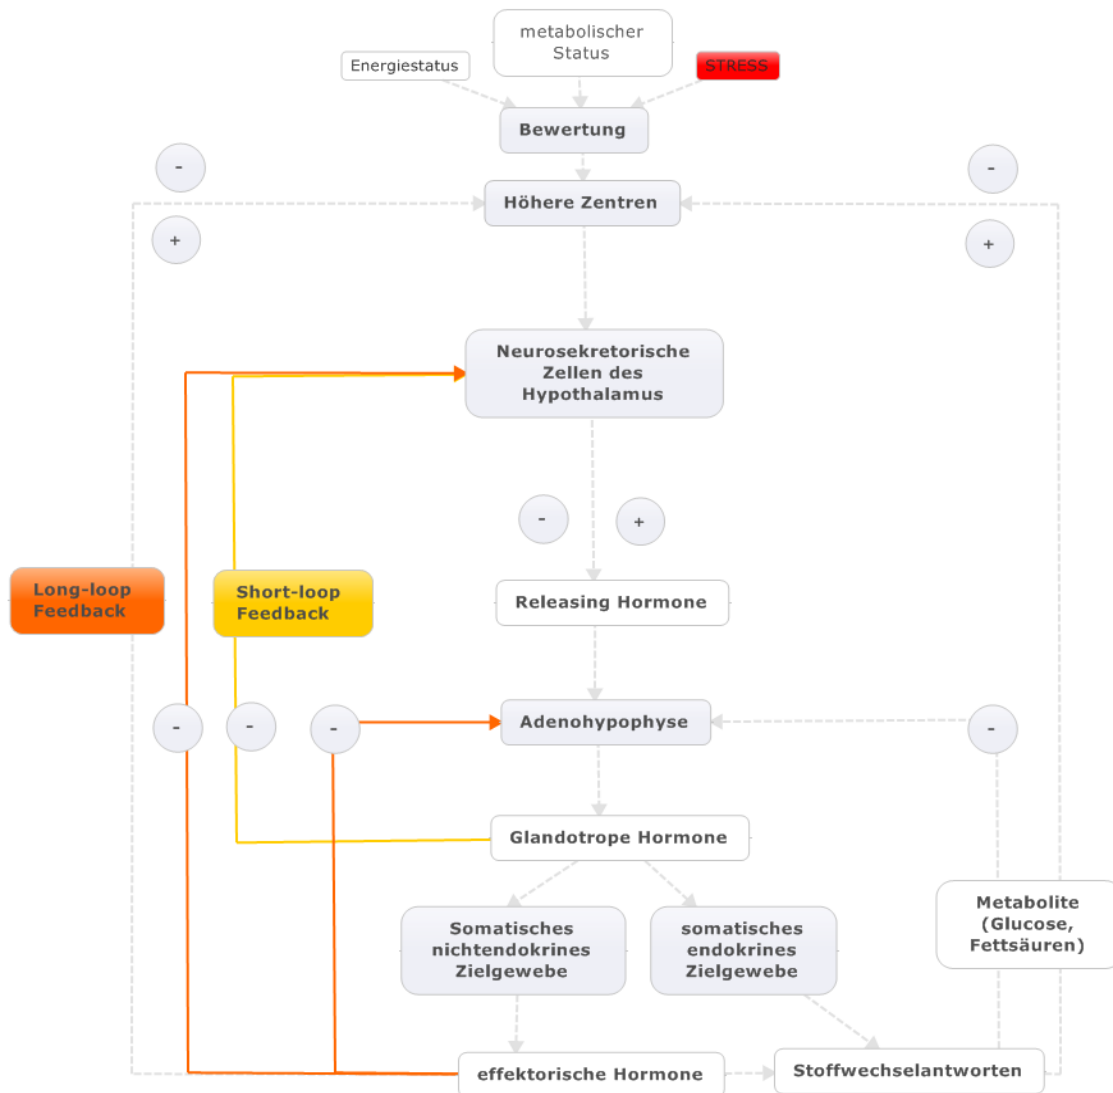 metabolischer
Status
Energiestatus
STRESS
Bewertung
-
-
Höhere Zentren
+
+
Neurosekretorische
Zellen des
Hypothalamus
-
+
Long-loop
Feedback
Short-loop
Feedback
Releasing Hormone
-
-
-
Adenohypophyse
-
Glandotrope Hormone
Metabolite
(Glucose,
Fettsäuren)
Somatisches
nichtendokrines
Zielgewebe
somatisches
endokrines
Zielgewebe
effektorische Hormone
Stoffwechselantworten